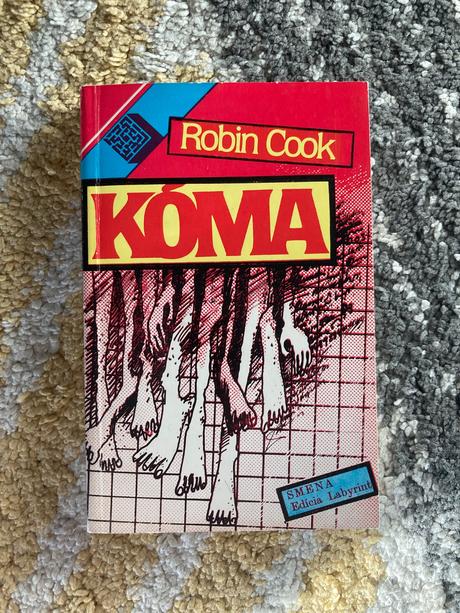 Robin Cook
KÓMA
SMENA
Edícia Labyrint